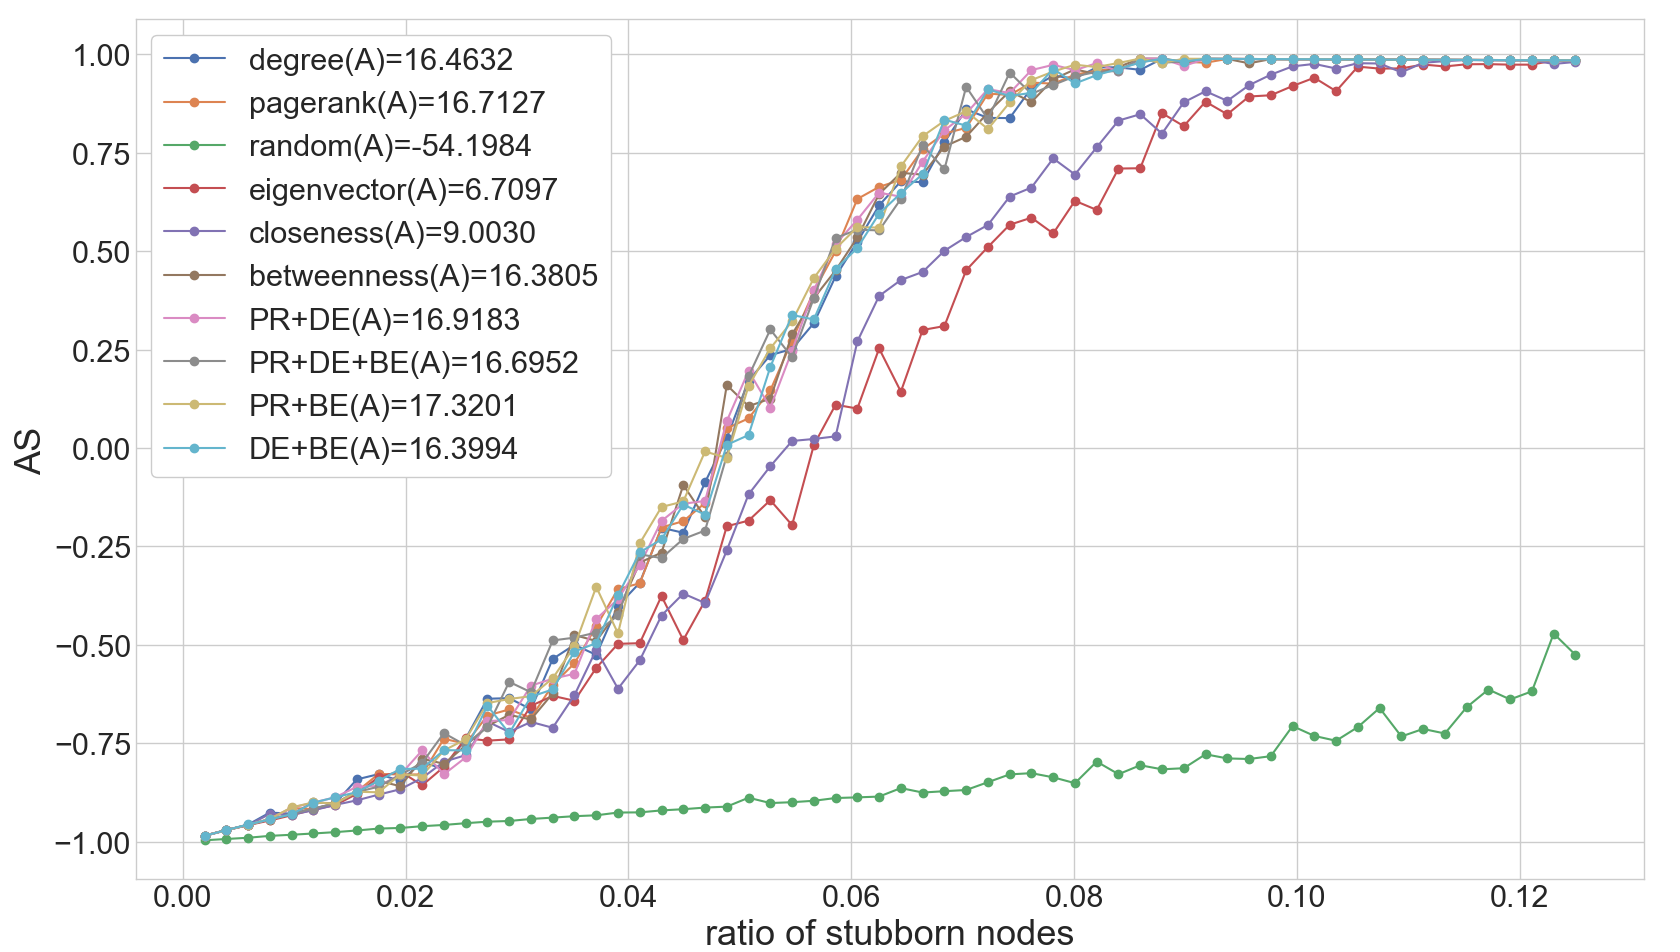 1.00
0.75
0.50
0.25
0.00
−0.25
−0.50
−0.75
−1.00
AS
degree(A)=16.4632
pagerank(A)=16.7127
random(A)=-54.1984
eigenvector(A)=6.7097
closeness(A)=9.0030
betweenness(A)=16.3805
PR+DE(A)=16.9183
PR+DE+BE(A)=16.6952
PR+BE(A)=17.3201
DE+BE(A)=16.3994
0.00 0.02 0.04 0.06 0.08 0.10 0.12
ratio of stubborn nodes